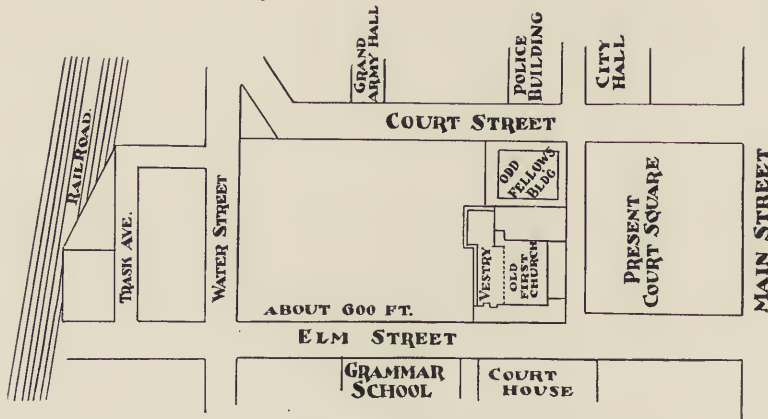 GRAND
ARMY HALL
POLICE
BUILDING
CITY
HALL
COURT STREET
RAILROAD.
TRASK AVE.
WATER STREET
ODD
FELLOWS
BLDG
VESTRY
OLD
FIRST
CHURCH
PRESENT
COURT SQUARE
MAIN STREET
ABOUT 600 FT.
ELM STREET
GRAMMAR
SCHOOL
COURT
HOUSE